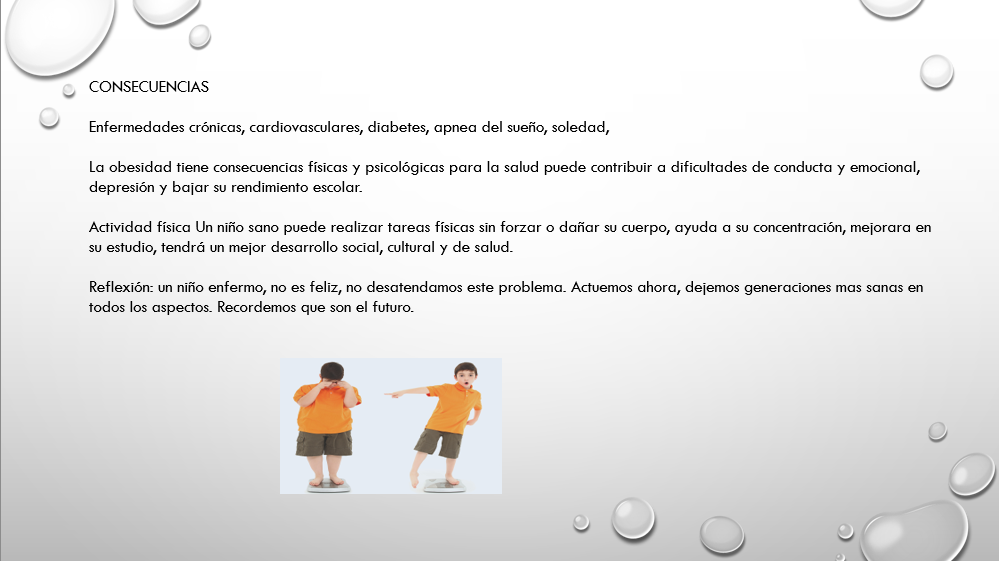 CONSECUENCIAS
Enfermedades crónicas, cardiovasculares, diabetes, apnea del sueño, soledad,
La obesidad tiene consecuencias físicas y psicológicas para la salud puede contribuir a dificultades de conducta y emocional,
depresión y bajar su rendimiento escolar.
Actividad física Un niño sano puede realizar tareas físicas sin forzar o dañar su cuerpo, ayuda a su concentración, mejorara en
su estudio, tendrá un mejor desarrollo social, cultural y de salud.
Reflexión: un niño enfermo, no es feliz, no desatendamos este problema. Actuemos ahora, dejemos generaciones mas sanas en
todos los aspectos. Recordemos que son el futuro.